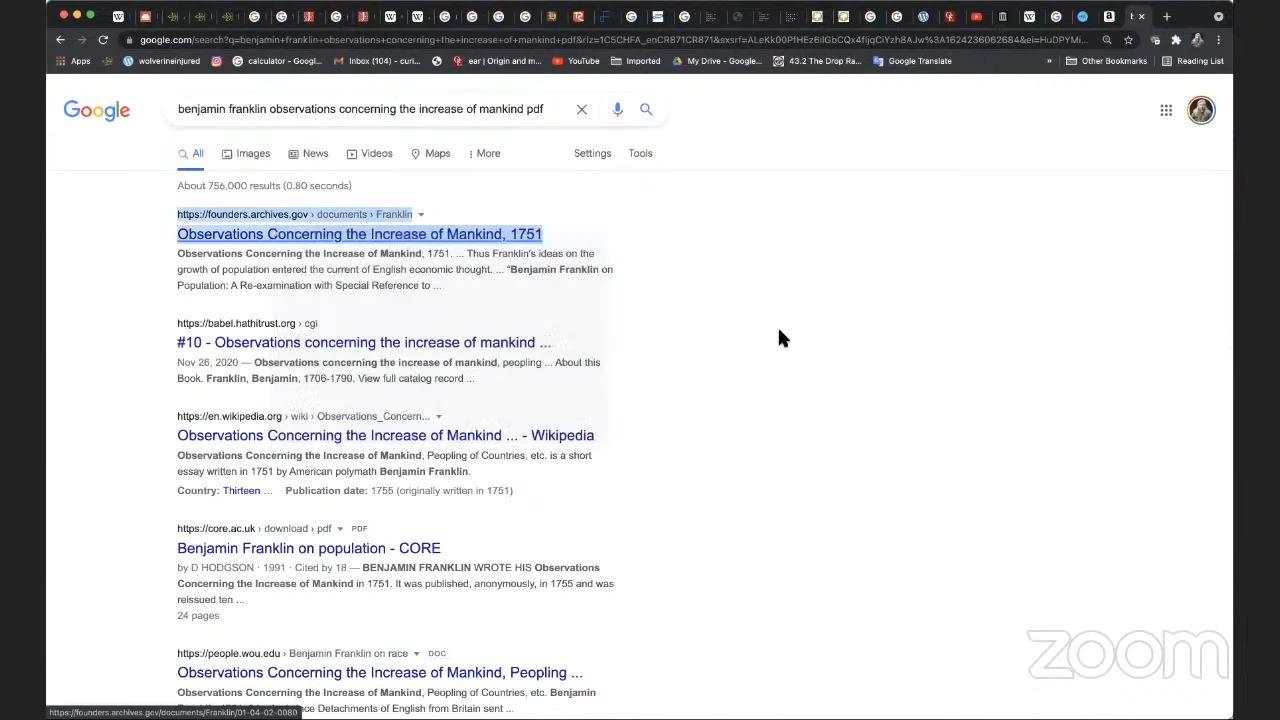 google.com/search?q=benjamin+franklin+observations+concerning+the+increase+of+mankind+pdf&rlz=1C5CHFA_enCR871CR871&sxsrf=
Apps
wolverineinjured
calculator - Googl...
Inbox (104) - curi...
ear | Origin and m...
YouTube
Imported
My Drive - Google...
43.2 The Drop Ra...
Google Translate
»
Other Bookmarks
Reading List
Google
benjamin franklin observations concerning the increase of mankind pdf
All
Images
News
Videos
Maps
More
Settings
Tools
About 756,000 results (0.80 seconds)
https://founders.archives.gov › documents › Franklin
Observations Concerning the Increase of Mankind, 1751
Observations Concerning the Increase of Mankind, 1751. ... Thus Franklin's ideas on the
growth of population entered the current of English economic thought. ... "Benjamin Franklin on
Population: A Re-examination with Special Reference to ...
https://babel.hathitrust.org › cgi
#10 - Observations concerning the increase of mankind ...
Nov 26, 2020 — Observations concerning the increase of mankind, peopling ... About this
Book. Franklin, Benjamin, 1706-1790. View full catalog record ...
https://en.wikipedia.org › wiki › Observations_Concern...
Observations Concerning the Increase of Mankind ... - Wikipedia
Observations Concerning the Increase of Mankind, Peopling of Countries, etc. is a short
essay written in 1751 by American polymath Benjamin Franklin.
Country: Thirteen ... Publication date: 1755 (originally written in 1751)
https://core.ac.uk › download › pdf PDF
Benjamin Franklin on population - CORE
by D HODGSON · 1991 · Cited by 18 — BENJAMIN FRANKLIN WROTE HIS Observations
Concerning the Increase of Mankind in 1751. It was published, anonymously, in 1755 and was
reissued ten ...
24 pages
https://people.wou.edu › Benjamin Franklin on race DOC
Observations Concerning the Increase of Mankind, Peopling ...
Observations Concerning the Increase of Mankind, Peopling of Countries, etc. Benjamin
Detachments of English from Britain sent ...
https://founders.archives.gov/documents/Franklin/01-04-02-0080
zoom